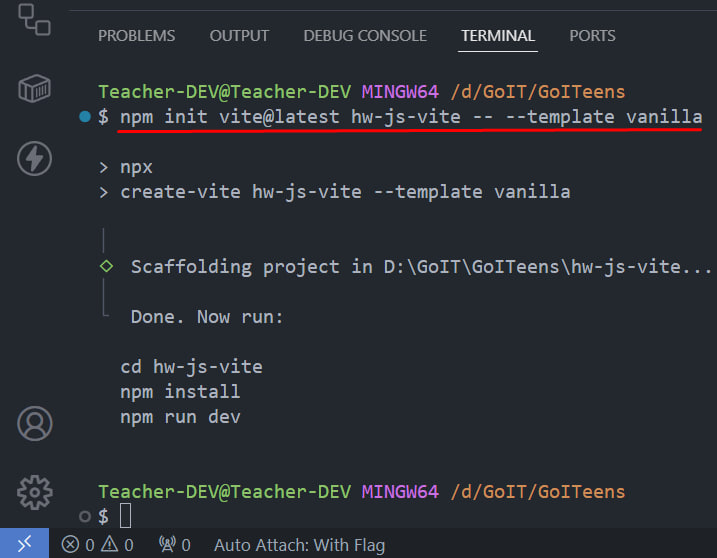 PROBLEMS OUTPUT DEBUG CONSOLE TERMINAL PORTS
Teacher-DEV@Teacher-DEV MINGW64 /d/GoIT/GoITeens
$ npm init vite@latest hw-js-vite -- --template vanilla
> npx
> create-vite hw-js-vite --template vanilla
Scaffolding project in D:\GoIT\GoITeens\hw-js-vite...
Done. Now run:
cd hw-js-vite
npm install
npm run dev
Teacher-DEV@Teacher-DEV MINGW64 /d/GoIT/GoITeens
$
0 0 0 Auto Attach: With Flag